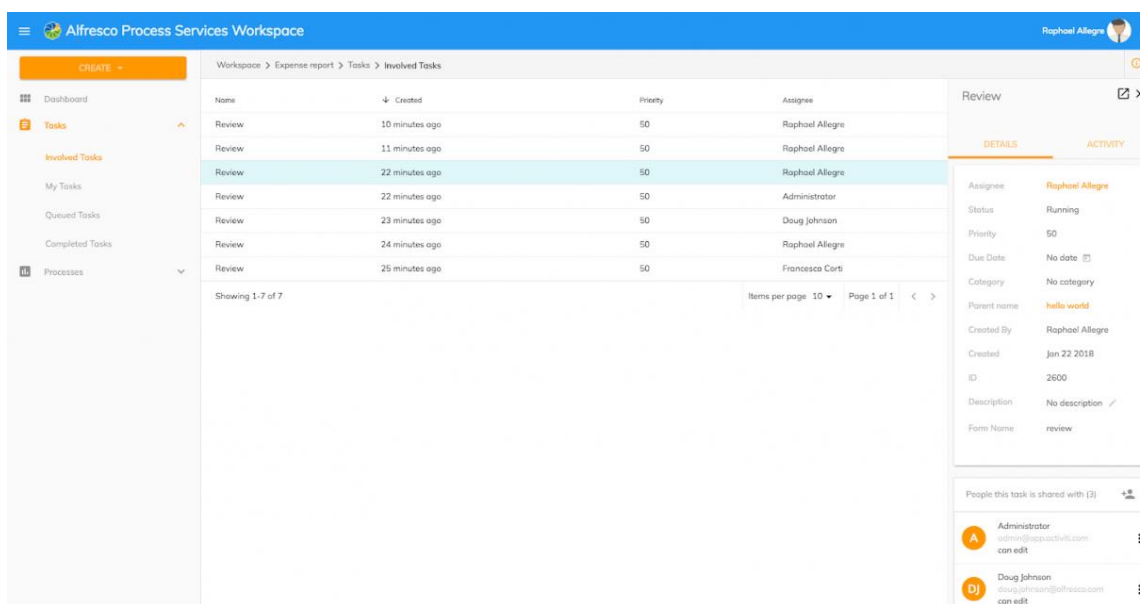 Alfresco Process Services Workspace
Raphael Allegre
CREATE
Workspace > Expense report > Tasks > Involved Tasks
Dashboard
Tasks
Involved Tasks
My Tasks
Queued Tasks
Completed Tasks
Processes
Name Created Priority Assignee
Review 10 minutes ago 50 Raphael Allegre
Review 11 minutes ago 50 Raphael Allegre
Review 22 minutes ago 50 Raphael Allegre
Review 22 minutes ago 50 Administrator
Review 23 minutes ago 50 Doug Johnson
Review 24 minutes ago 50 Raphael Allegre
Review 25 minutes ago 50 Francesco Corti
Showing 1-7 of 7 Items per page 10 Page 1 of 1
Review
DETAILS ACTIVITY
Assignee Raphael Allegre
Status Running
Priority 50
Due Date No date
Category No category
Parent name hello world
Created By Raphael Allegre
Created Jan 22 2018
ID 2600
Description No description
Form Name review
People this task is shared with (3)
A Administrator
admin@app.activiti.com
can edit
DJ Doug Johnson
doug.johnson@alfresco.com
can edit